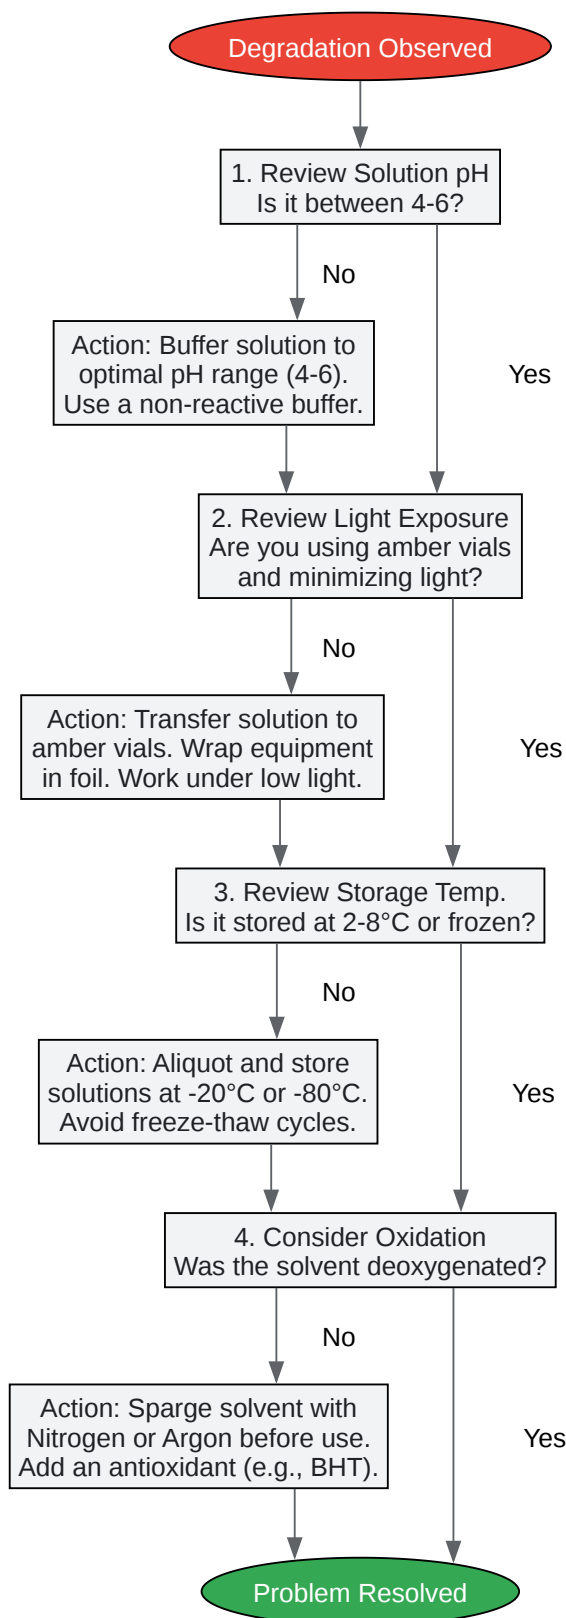 Degradation Observed
1. Review Solution pH
Is it between 4-6?
No
Action: Buffer solution to
optimal pH range (4-6).
Use a non-reactive buffer.
Yes
2. Review Light Exposure
Are you using amber vials
and minimizing light?
No
Action: Transfer solution to
amber vials. Wrap equipment
in foil. Work under low light.
Yes
3. Review Storage Temp.
Is it stored at 2-8°C or frozen?
No
Action: Aliquot and store
solutions at -20°C or -80°C.
Avoid freeze-thaw cycles.
Yes
4. Consider Oxidation
Was the solvent deoxygenated?
No
Action: Sparge solvent with
Nitrogen or Argon before use.
Add an antioxidant (e.g., BHT).
Yes
Problem Resolved